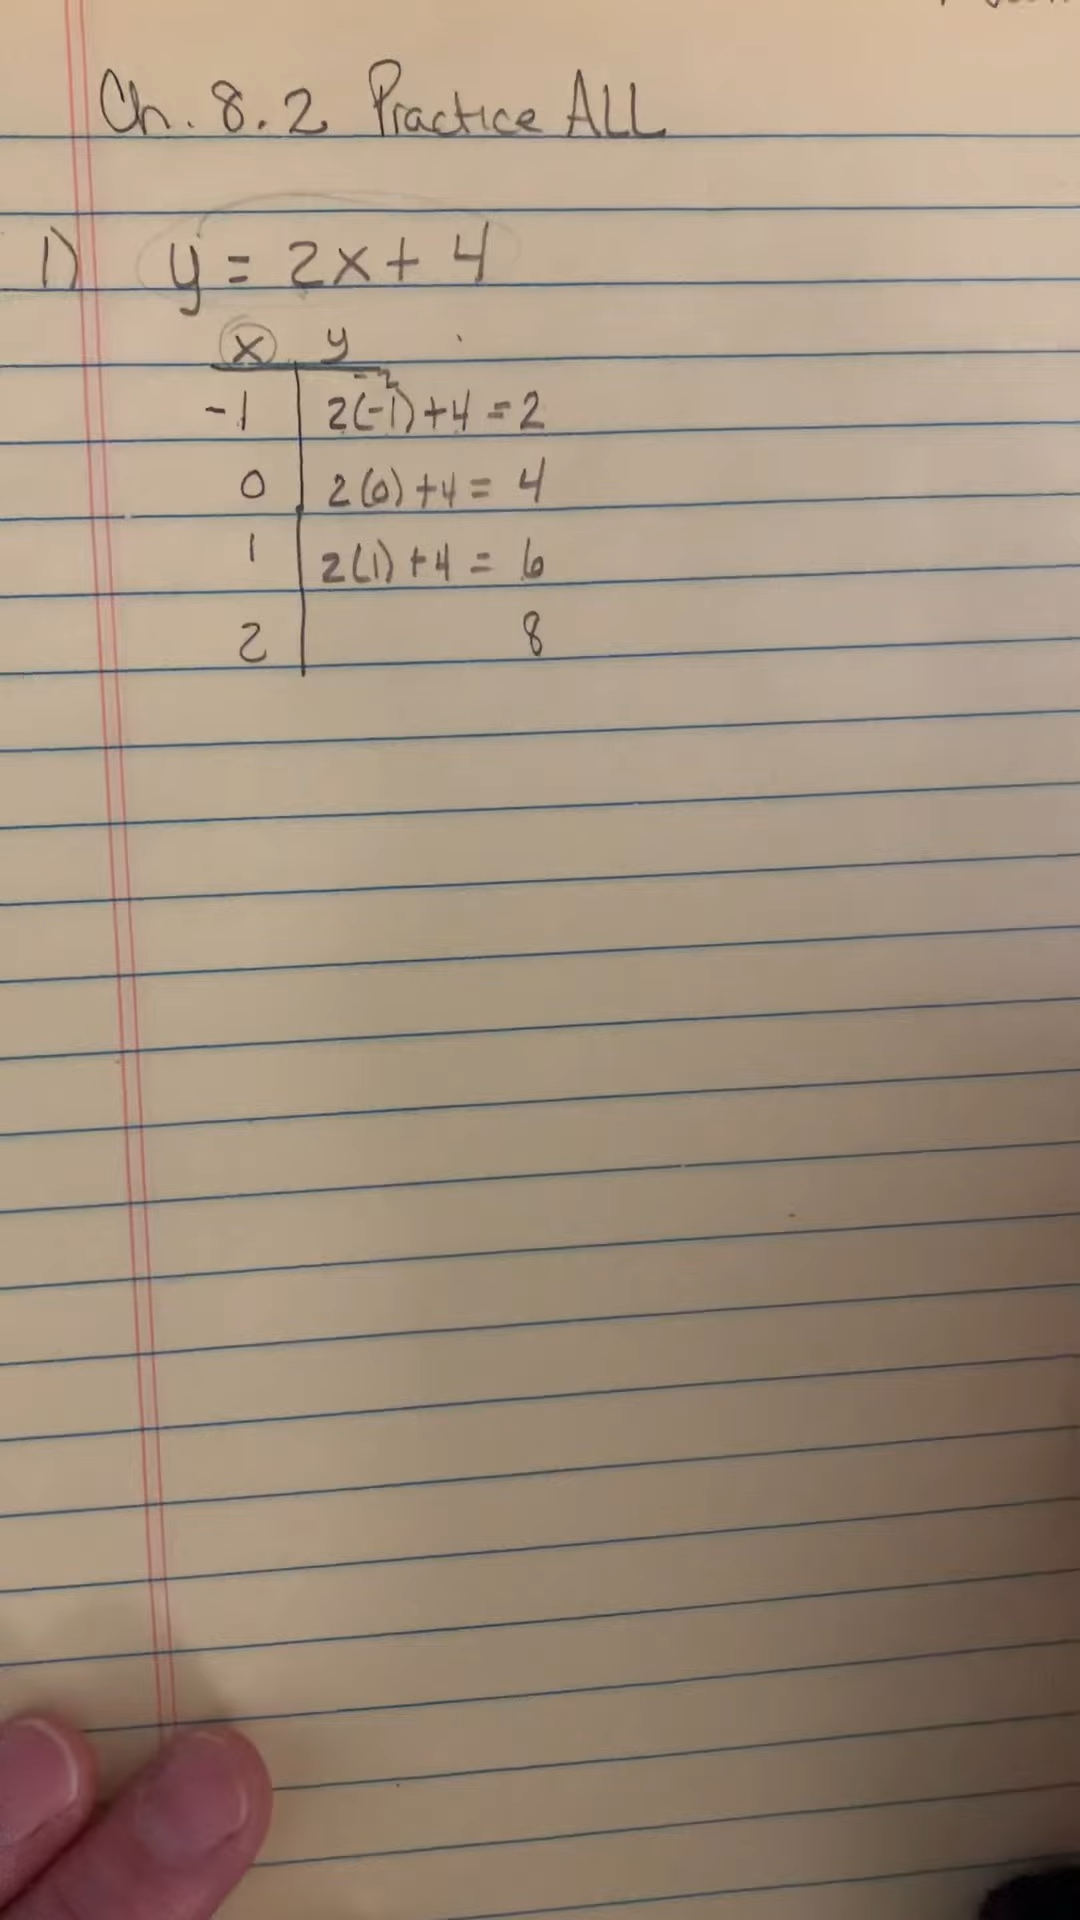 Ch. 8.2 Practice ALL
1) y = 2x + 4
x y
-2
-1 2(-1)+4 = 2
0 2(0)+4 = 4
1 2(1)+4 = 6
2 8